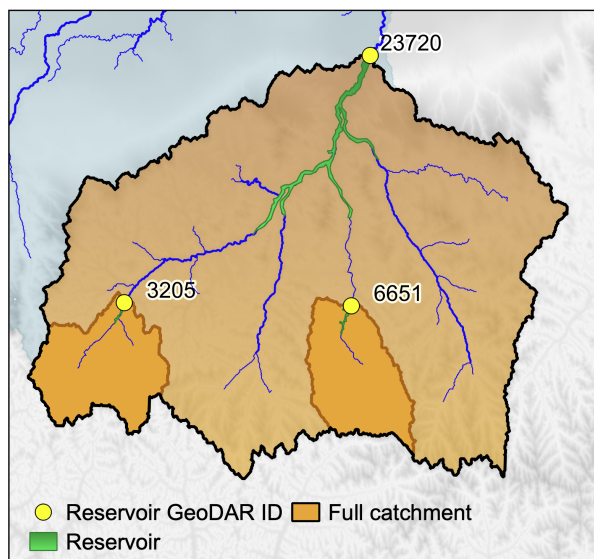 23720
3205
6651
Reservoir GeoDAR ID
Full catchment
Reservoir